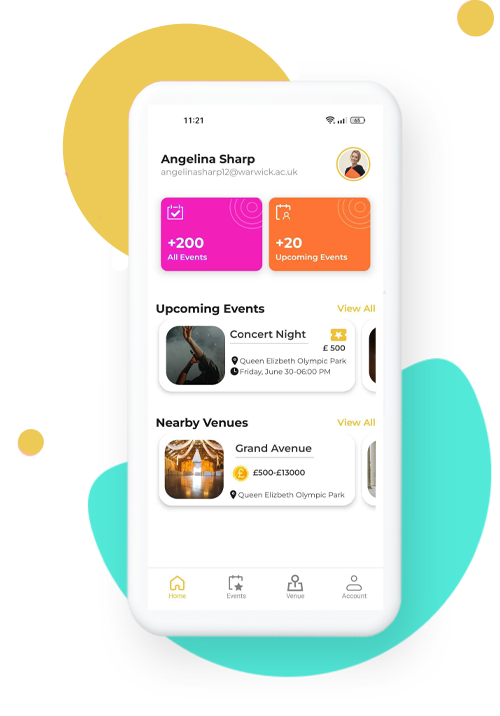 11:21
65
Angelina Sharp
angelinasharp12@warwick.ac.uk
+200
All Events
+20
Upcoming Events
Upcoming Events
View All
Concert Night
£ 500
Queen Elizbeth Olympic Park
Friday, June 30-06:00 PM
Nearby Venues
View All
Grand Avenue
£
£500-£13000
Queen Elizbeth Olympic Park
Home
Events
Venue
Account